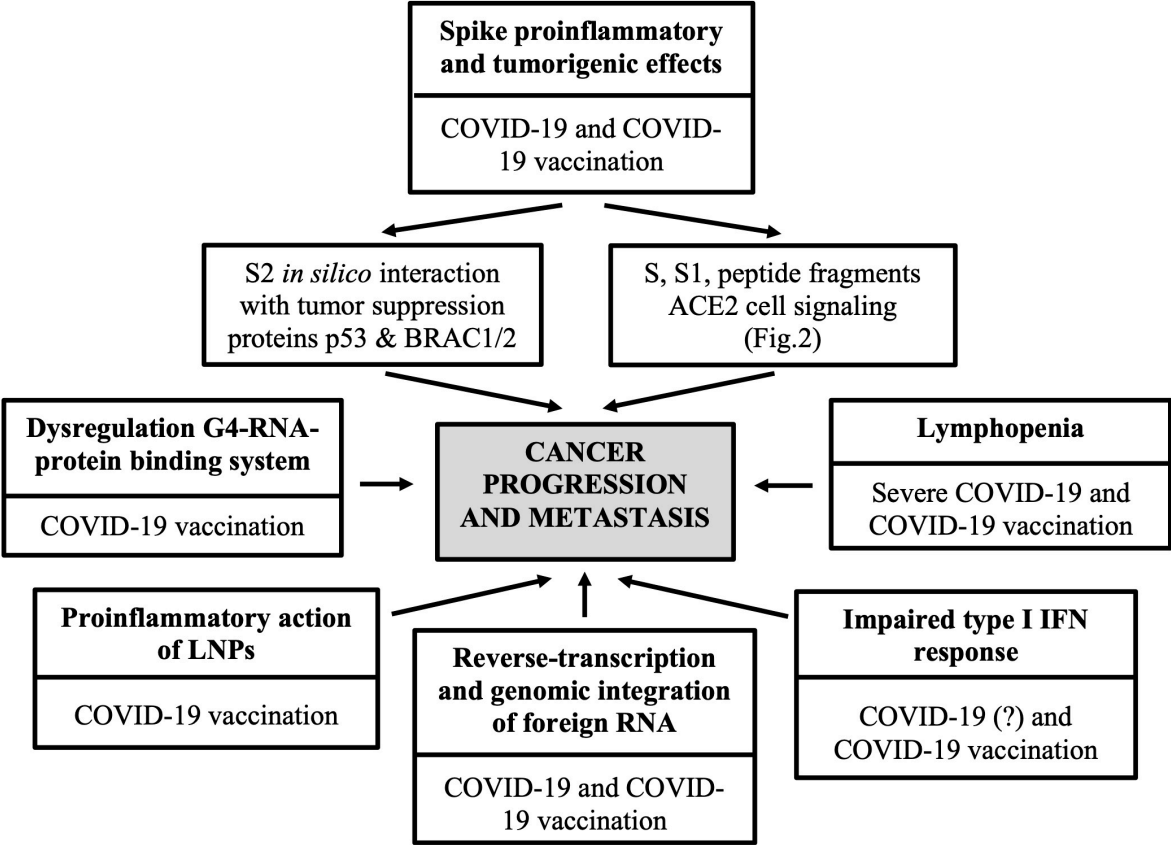 Spike proinflammatory
and tumorigenic effects
COVID-19 and COVID-
19 vaccination
S2 in silico interaction
with tumor suppression
proteins p53 & BRAC1/2
S, S1, peptide fragments
ACE2 cell signaling
(Fig.2)
Dysregulation G4-RNA-
protein binding system
COVID-19 vaccination
CANCER
PROGRESSION
AND METASTASIS
Lymphopenia
Severe COVID-19 and
COVID-19 vaccination
Proinflammatory action
of LNPs
COVID-19 vaccination
Reverse-transcription
and genomic integration
of foreign RNA
COVID-19 and COVID-
19 vaccination
Impaired type I IFN
response
COVID-19 (?) and
COVID-19 vaccination